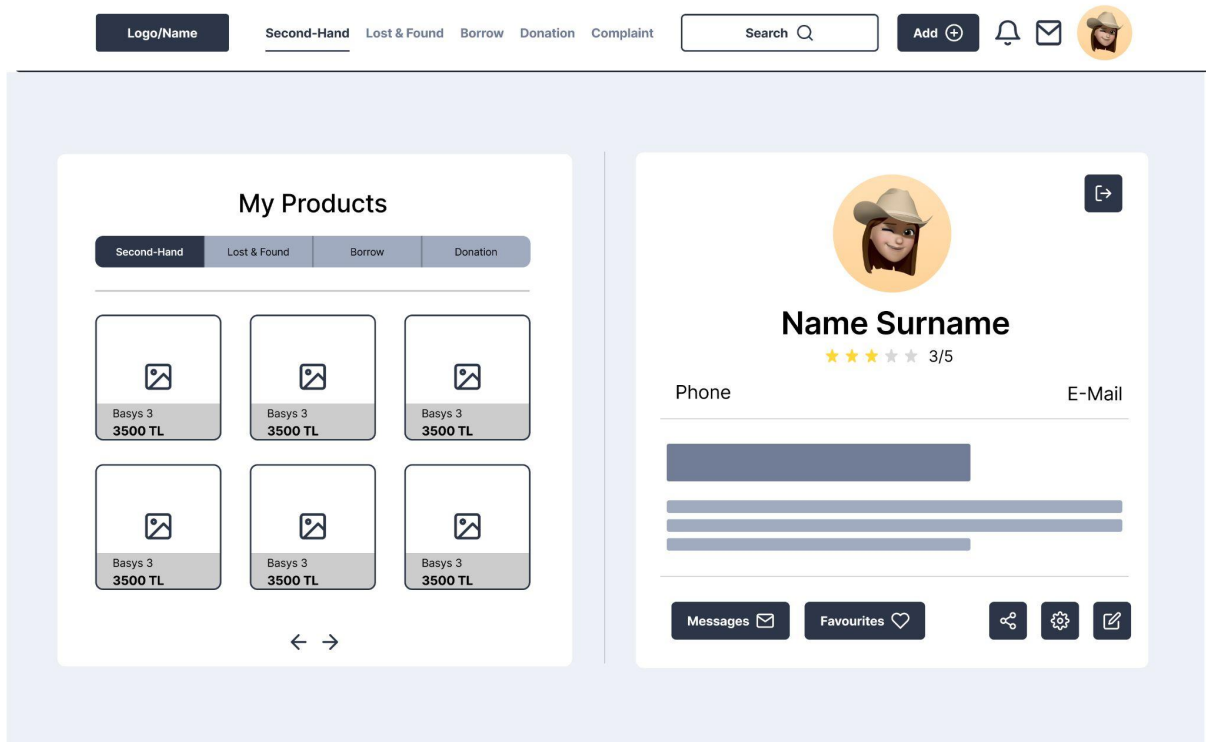 Logo/Name
Second-Hand Lost & Found Borrow Donation Complaint
Search
Add
My Products
Second-Hand Lost & Found Borrow Donation
Basys 3
3500 TL
Basys 3
3500 TL
Basys 3
3500 TL
Basys 3
3500 TL
Basys 3
3500 TL
Basys 3
3500 TL
Name Surname
3/5
Phone
E-Mail
Messages
Favourites